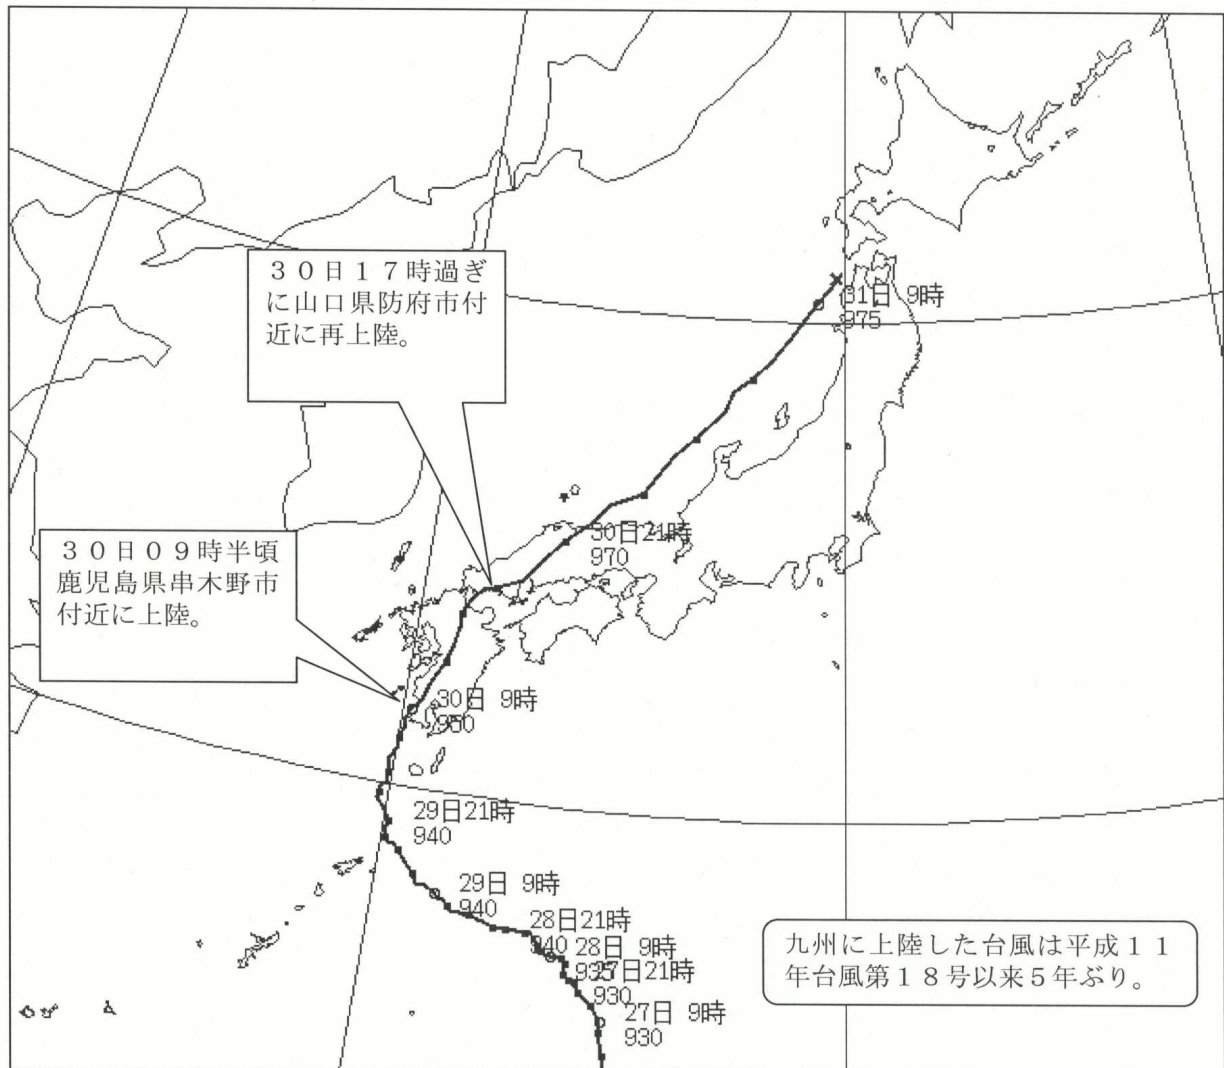 ３０日１７時過ぎ
に山口県防府市付
近に再上陸。
31日 9時
975
30日21時
970
３０日０９時半頃
鹿児島県串木野市
付近に上陸。
30日 9時
950
29日21時
940
29日 9時
940
28日21時
940
28日 9時
935
27日21時
930
27日 9時
930
九州に上陸した台風は平成１１
年台風第１８号以来５年ぶり。